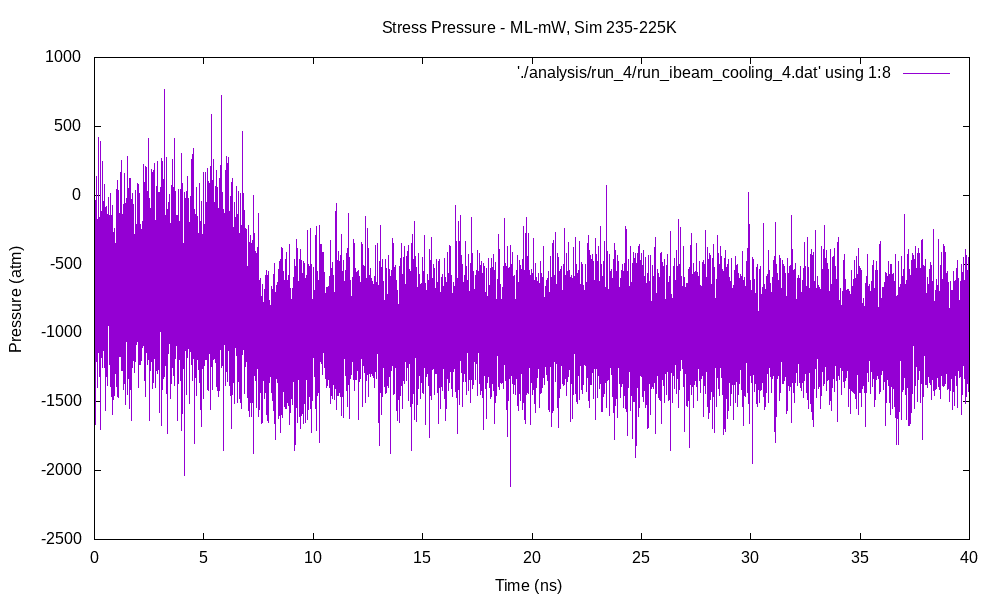 Stress Pressure - ML-mW, Sim 235-225K
'./analysis/run_4/run_ibeam_cooling_4.dat' using 1:8
Pressure (atm)
1000
500
0
-500
-1000
-1500
-2000
-2500
0 5 10 15 20 25 30 35 40
Time (ns)